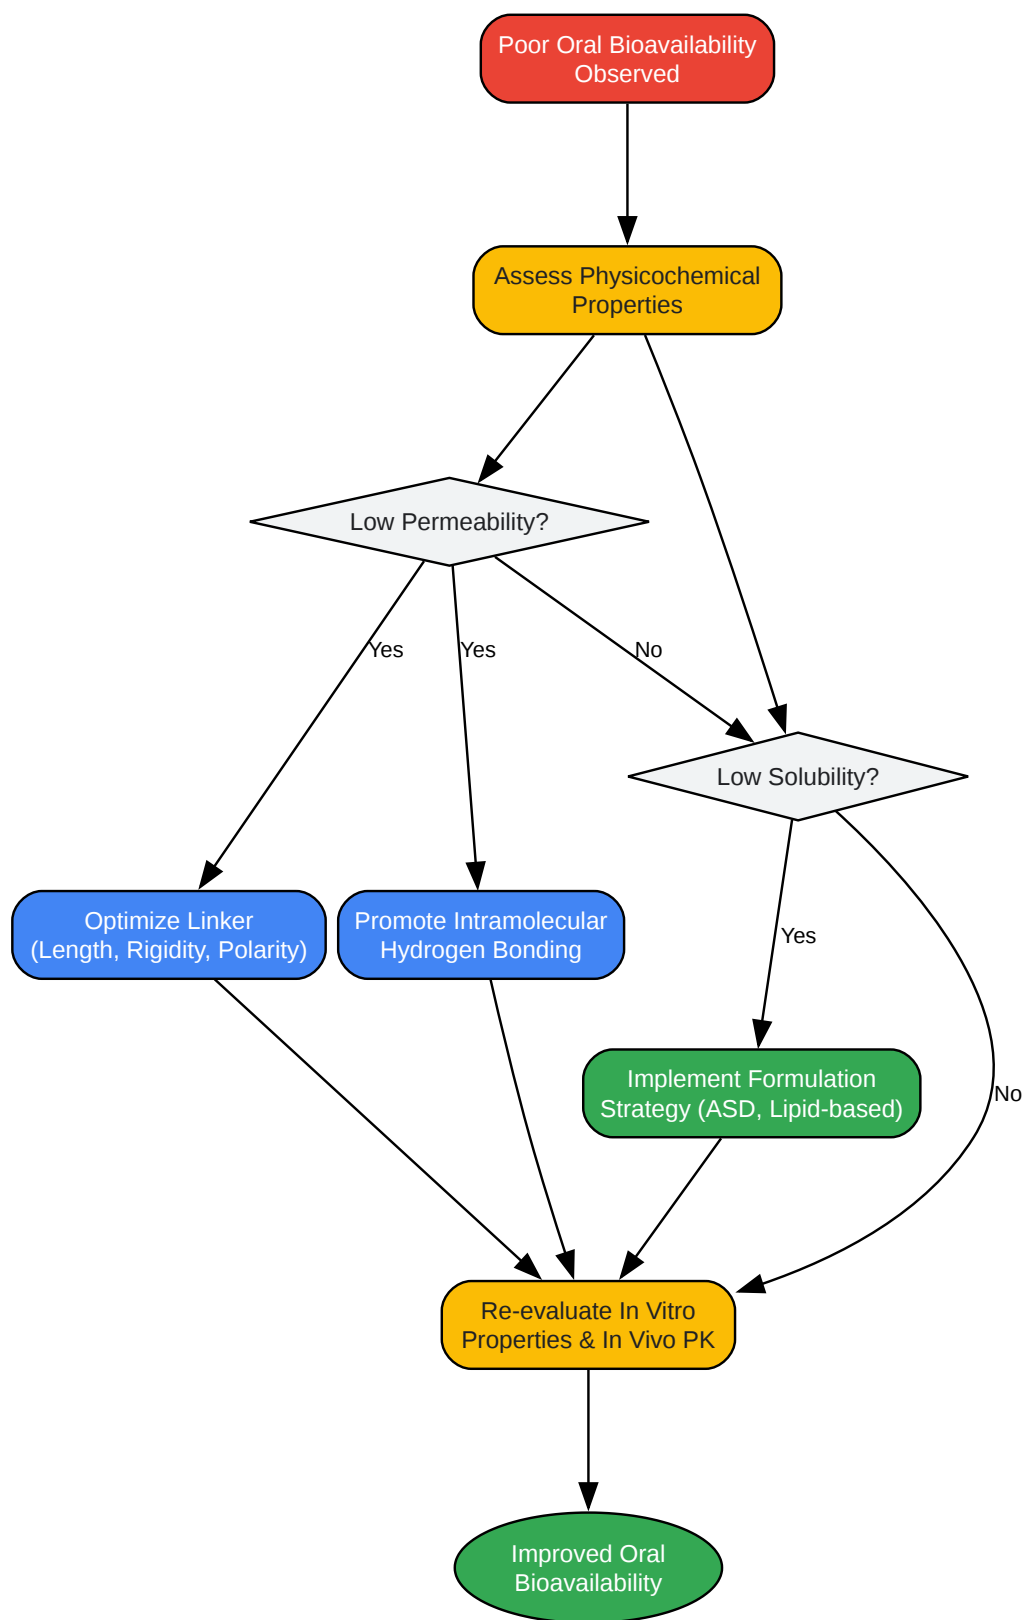 Poor Oral Bioavailability
Observed
Assess Physicochemical
Properties
Low Permeability?
Yes
Yes
No
Low Solubility?
Optimize Linker
(Length, Rigidity, Polarity)
Promote Intramolecular
Hydrogen Bonding
Yes
Implement Formulation
Strategy (ASD, Lipid-based)
No
Re-evaluate In Vitro
Properties & In Vivo PK
Improved Oral
Bioavailability